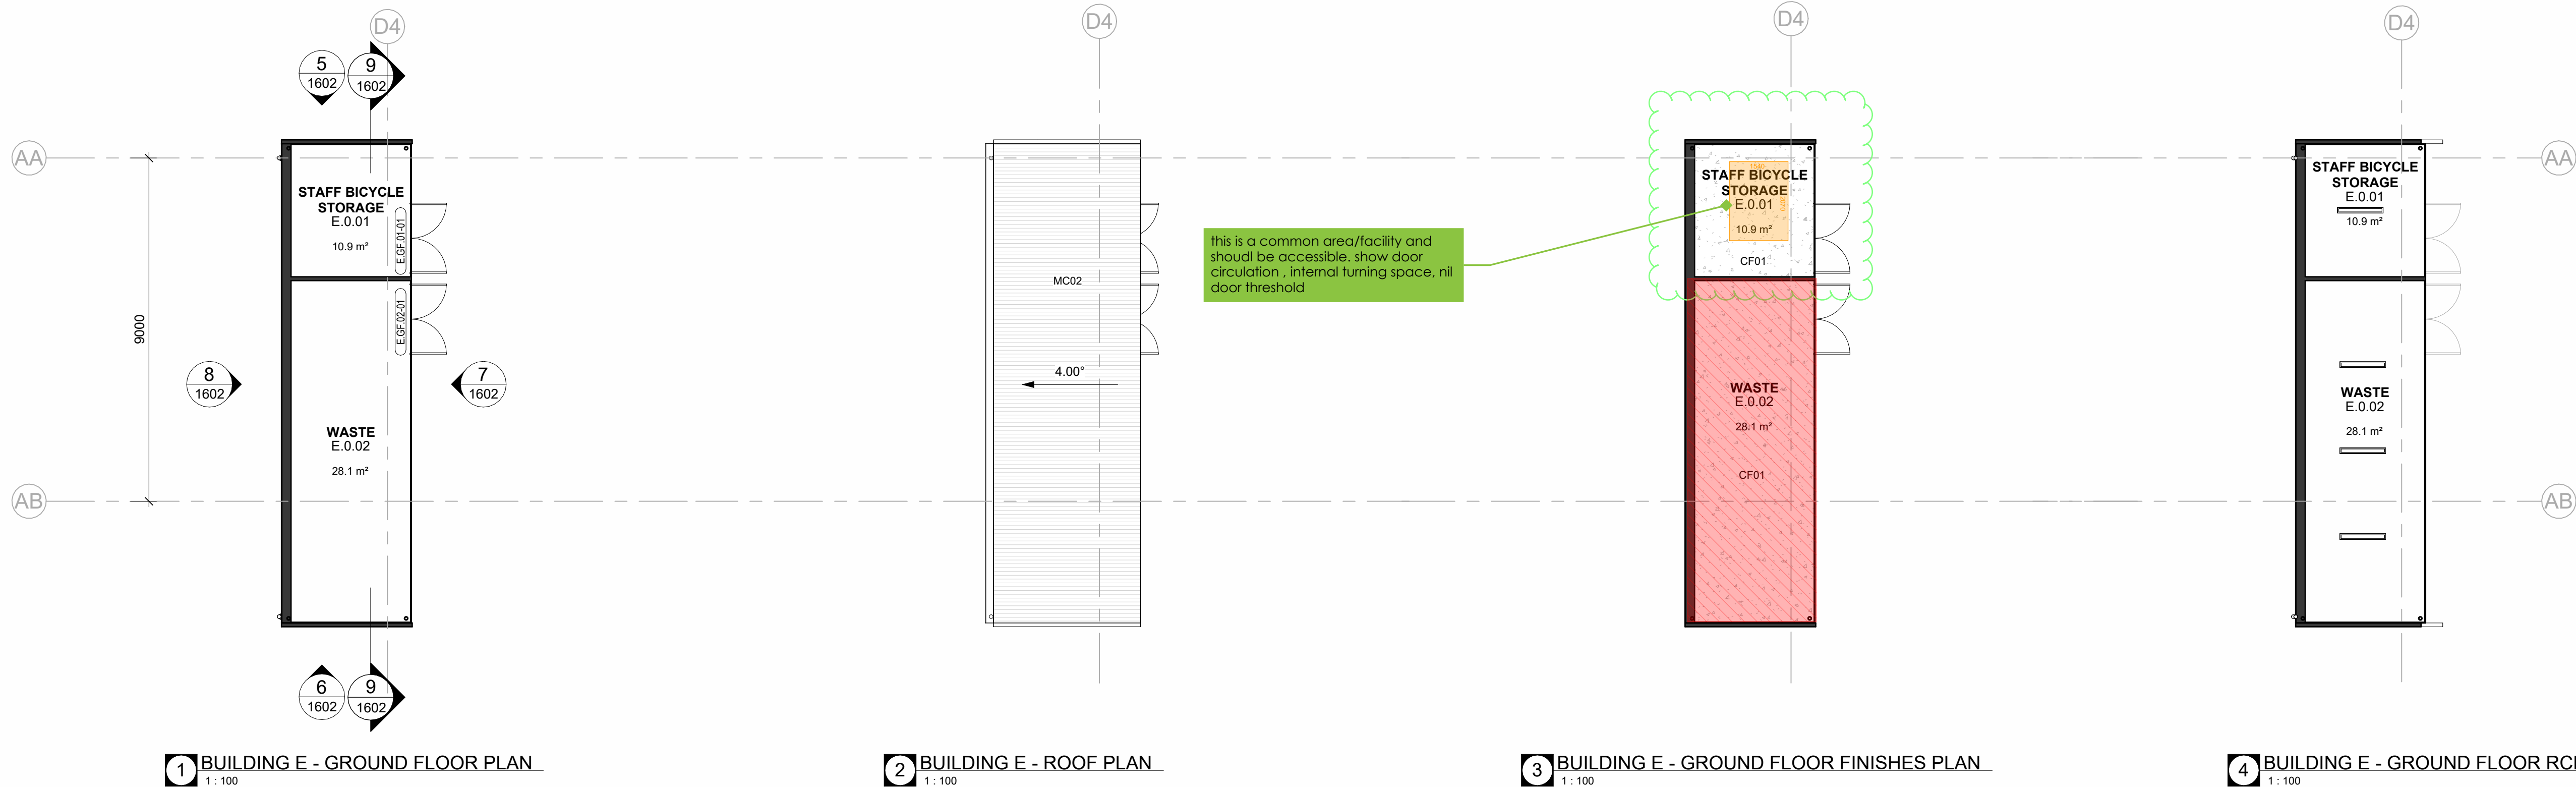 D4
5
1602
9
1602
AA
AB
9000
STAFF BICYCLE
STORAGE
E.0.01
10.9 m²
E.GF.01-01
E.GF.02-01
8
1602
7
1602
WASTE
E.0.02
28.1 m²
6
1602
9
1602
1 BUILDING E - GROUND FLOOR PLAN
1 : 100
D4
MC02
4.00°
2 BUILDING E - ROOF PLAN
1 : 100
this is a common area/facility and
shoudl be accessible. show door
circulation , internal turning space, nil
door threshold
D4
1540
STAFF BICYCLE
STORAGE
2070
E.0.01
10.9 m²
CF01
WASTE
E.0.02
28.1 m²
CF01
3 BUILDING E - GROUND FLOOR FINISHES PLAN
1 : 100
D4
AA
AB
STAFF BICYCLE
STORAGE
E.0.01
10.9 m²
WASTE
E.0.02
28.1 m²
4 BUILDING E - GROUND FLOOR RC
1 : 100